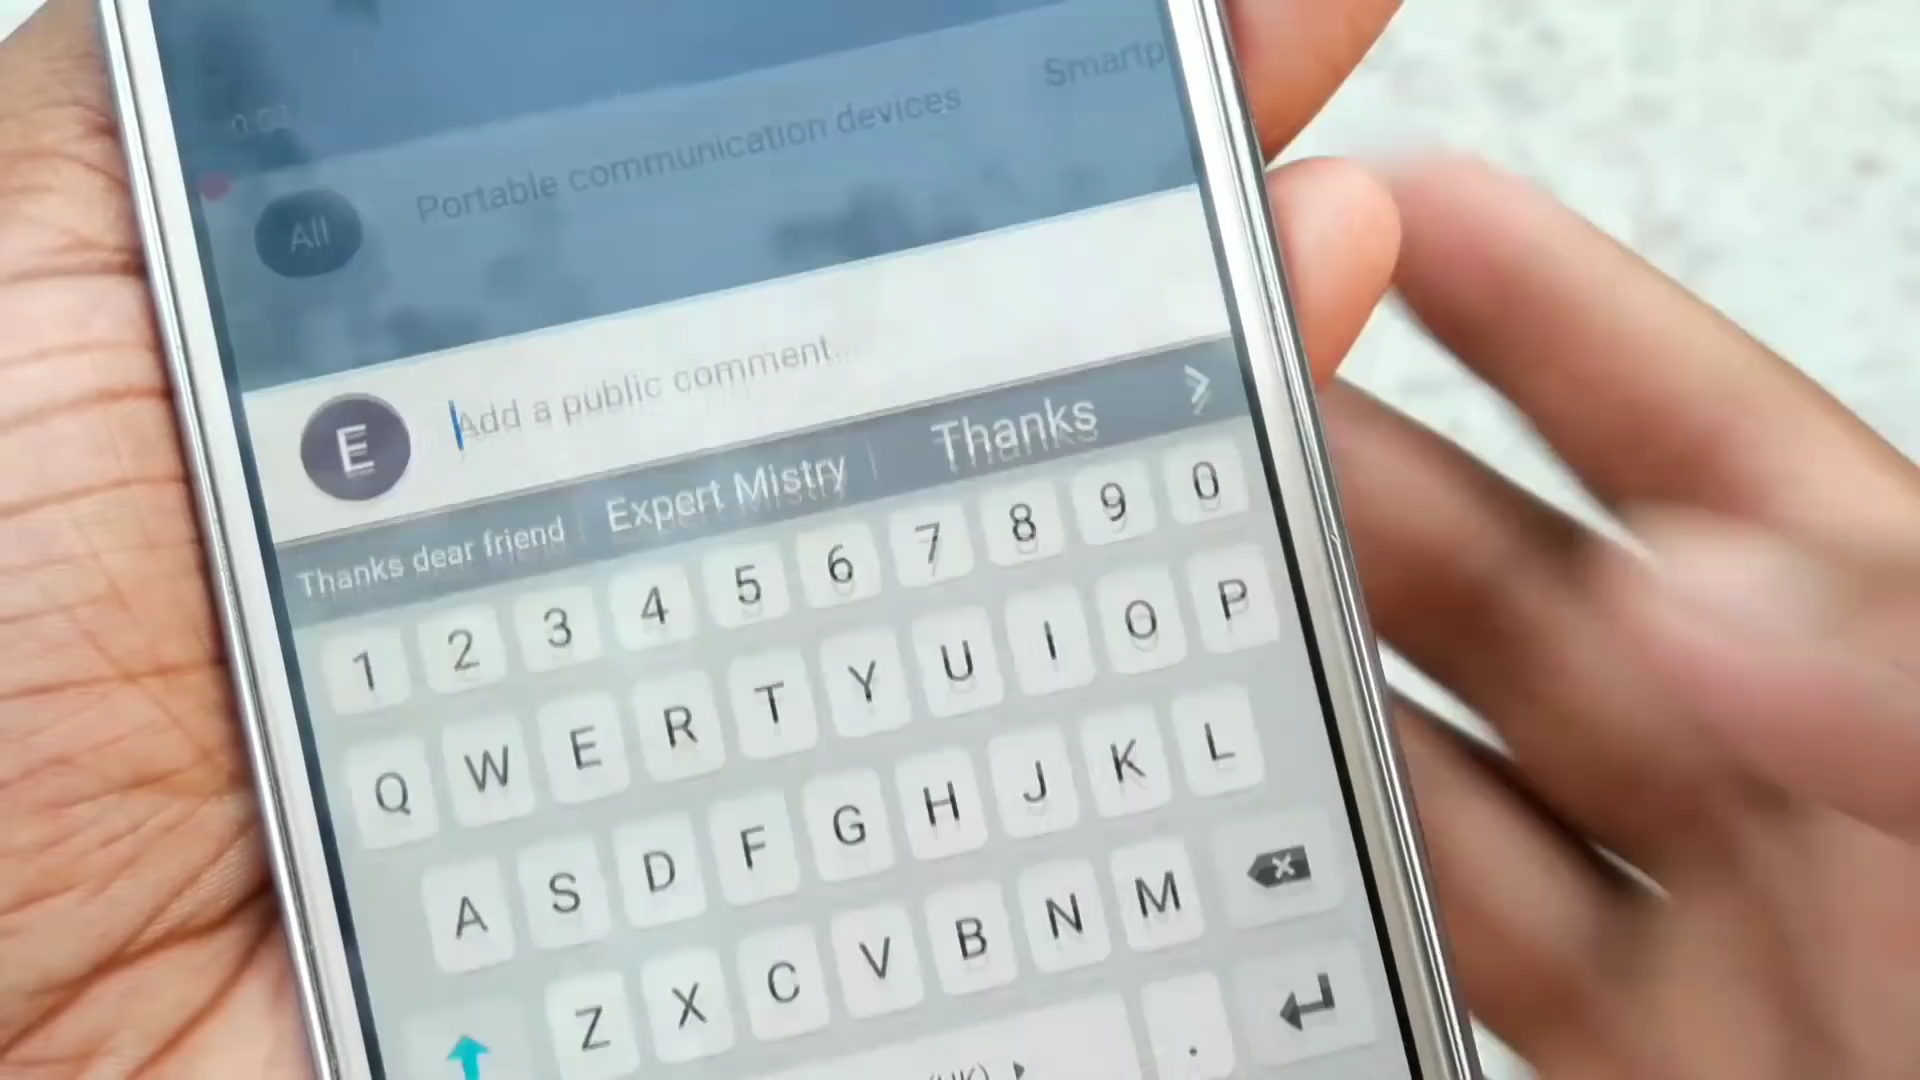 Smartp
Portable communication devices
All
Add a public comment...
E
Thanks dear friend
Expert Mistry
Thanks
1 2 3 4 5 6 7 8 9 0
Q W E R T Y U I O P
A S D F G H J K L
Z X C V B N M
.